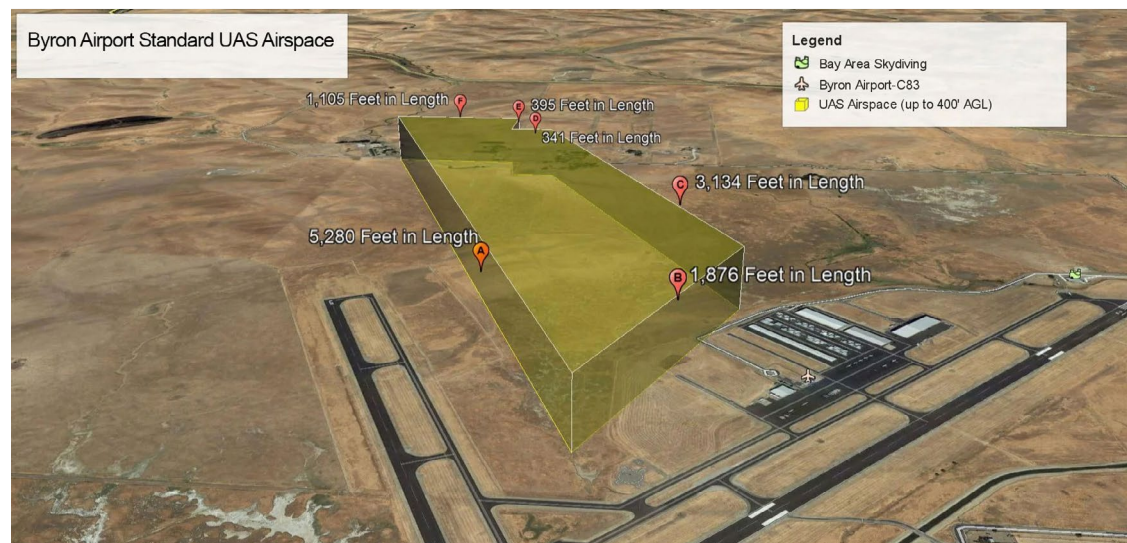 Byron Airport Standard UAS Airspace
Legend
Bay Area Skydiving
Byron Airport-C83
UAS Airspace (up to 400' AGL)
1,105 Feet in Length
F
E
395 Feet in Length
D
341 Feet in Length
C
3,134 Feet in Length
5,280 Feet in Length
A
B
1,876 Feet in Length